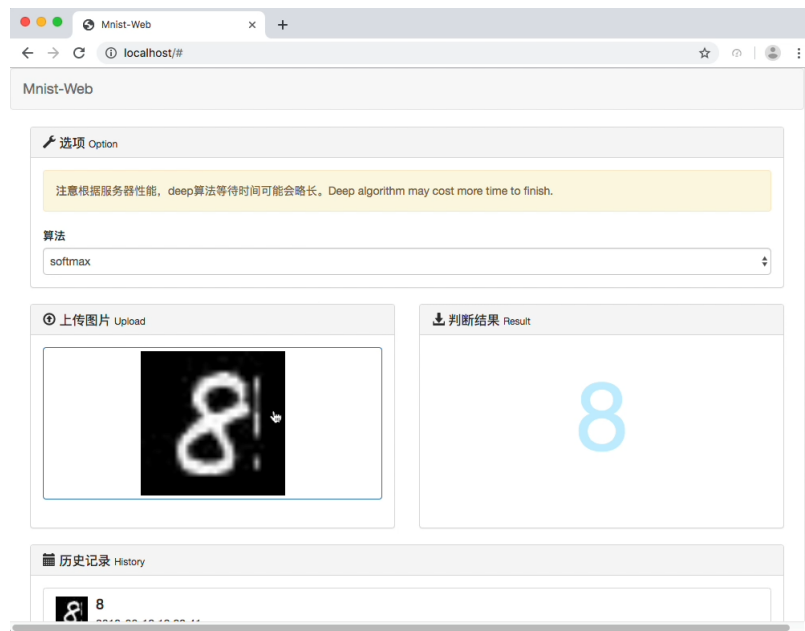 Mnist-Web
localhost/#
Mnist-Web
选项 Option
注意根据服务器性能，deep算法等待时间可能会略长。Deep algorithm may cost more time to finish.
算法
softmax
上传图片 Upload
判断结果 Result
8
8
历史记录 History
8
8